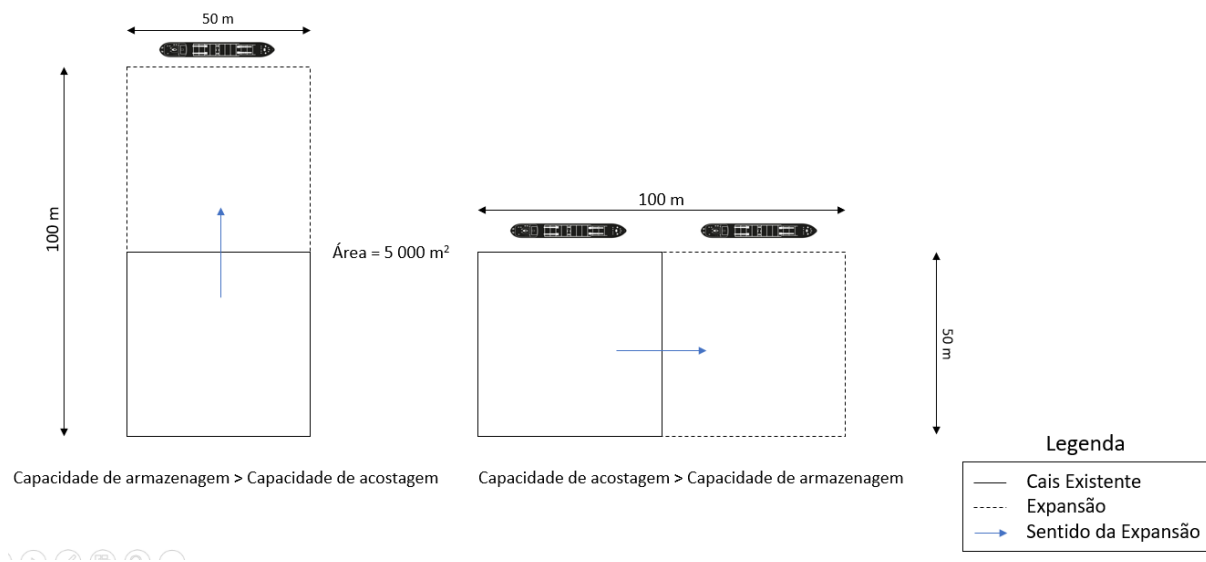 50 m
100 m
Área = 5 000 m²
100 m
50 m
Capacidade de armazenagem > Capacidade de acostagem
Capacidade de acostagem > Capacidade de armazenagem
Legenda
Cais Existente
Expansão
Sentido da Expansão